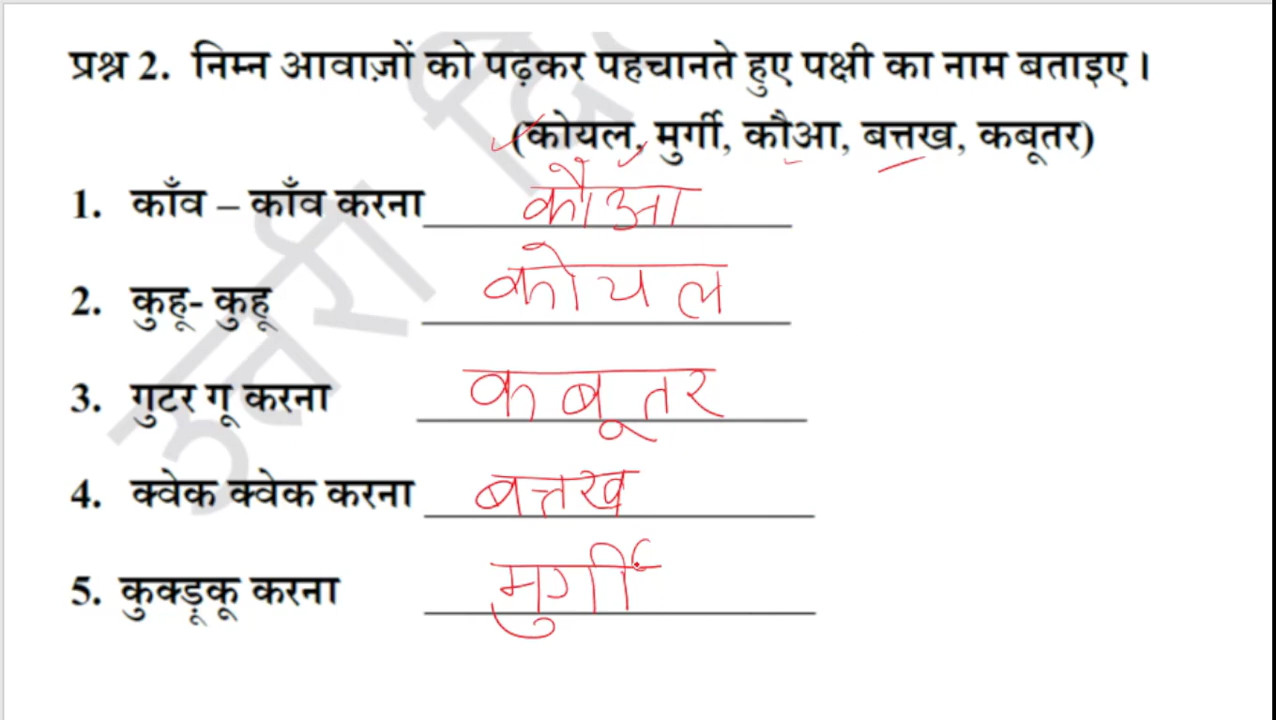 प्रश्न 2. निम्न आवाज़ों को पढ़कर पहचानते हुए पक्षी का नाम बताइए।
(कोयल, मुर्गी, कौआ, बत्तख, कबूतर)
1. काँव – काँव करना कौआ
2. कुहू- कुहू कोयल
3. गुटर गू करना कबूतर
4. क्वेक क्वेक करना बत्तख
5. कुक्ड़ूकू करना मुर्गी